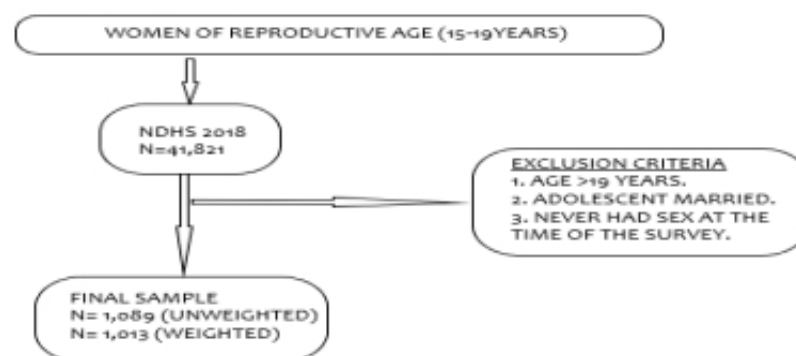 WOMEN OF REPRODUCTIVE AGE (15-19YEARS)
NDHS 2018
N=41,821
EXCLUSION CRITERIA
1. AGE >19 YEARS.
2. ADOLESCENT MARRIED.
3. NEVER HAD SEX AT THE
TIME OF THE SURVEY.
FINAL SAMPLE
N= 1,089 (UNWEIGHTED)
N= 1,013 (WEIGHTED)